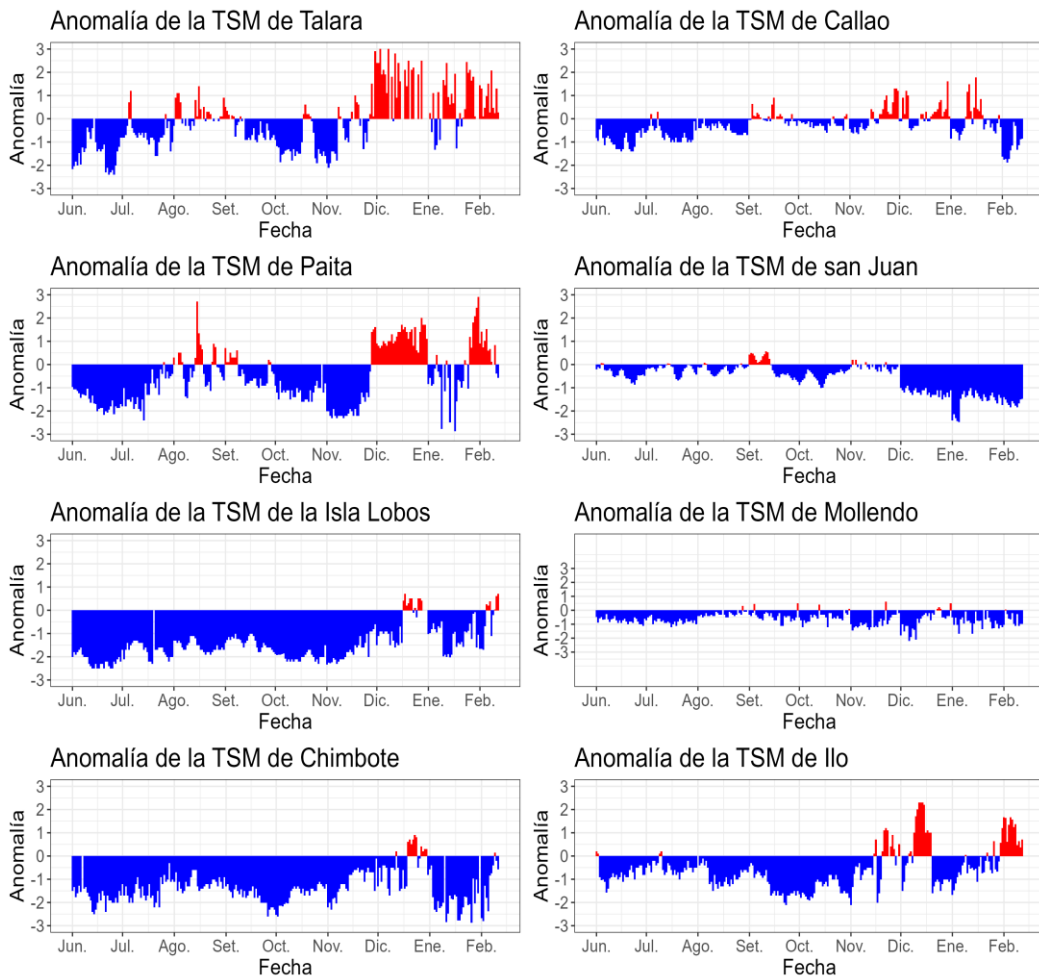 Anomalía de la TSM de Talara
Anomalía
3
2
1
0
-1
-2
-3
Jun. Jul. Ago. Set. Oct. Nov. Dic. Ene. Feb.
Fecha
Anomalía de la TSM de Callao
Anomalía
3
2
1
0
-1
-2
-3
Jun. Jul. Ago. Set. Oct. Nov. Dic. Ene. Feb.
Fecha
Anomalía de la TSM de Paita
Anomalía
3
2
1
0
-1
-2
-3
Jun. Jul. Ago. Set. Oct. Nov. Dic. Ene. Feb.
Fecha
Anomalía de la TSM de san Juan
Anomalía
3
2
1
0
-1
-2
-3
Jun. Jul. Ago. Set. Oct. Nov. Dic. Ene. Feb.
Fecha
Anomalía de la TSM de la Isla Lobos
Anomalía
3
2
1
0
-1
-2
-3
Jun. Jul. Ago. Set. Oct. Nov. Dic. Ene. Feb.
Fecha
Anomalía de la TSM de Mollendo
Anomalía
3
2
1
0
-1
-2
-3
Jun. Jul. Ago. Set. Oct. Nov. Dic. Ene. Feb.
Fecha
Anomalía de la TSM de Chimbote
Anomalía
3
2
1
0
-1
-2
-3
Jun. Jul. Ago. Set. Oct. Nov. Dic. Ene. Feb.
Fecha
Anomalía de la TSM de Ilo
Anomalía
3
2
1
0
-1
-2
-3
Jun. Jul. Ago. Set. Oct. Nov. Dic. Ene. Feb.
Fecha